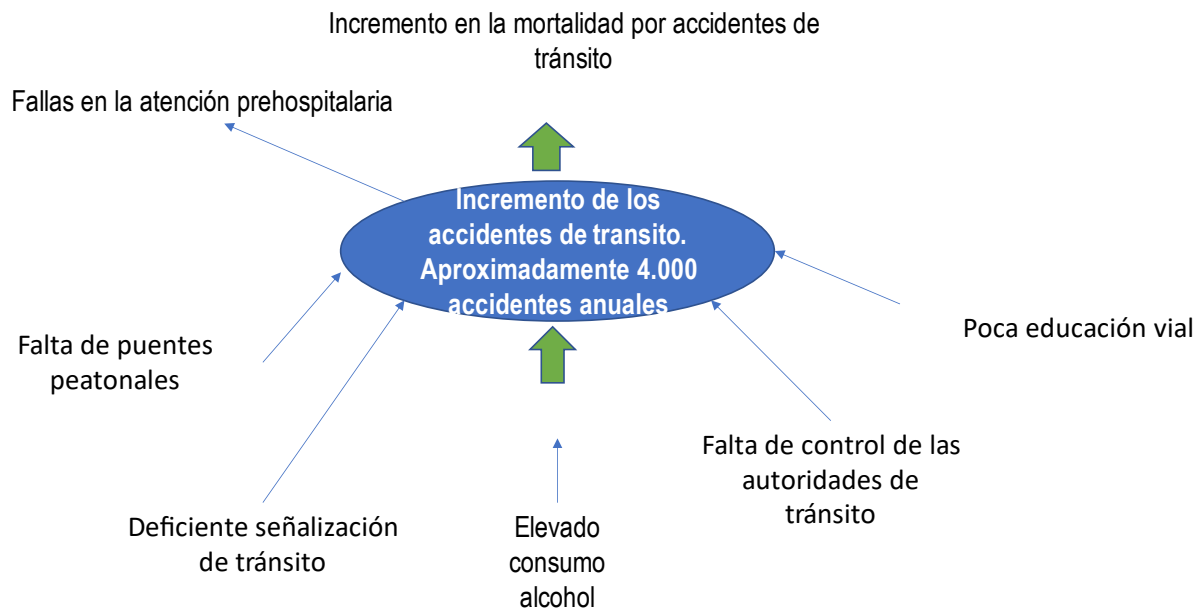 Incremento en la mortalidad por accidentes de
tránsito
Fallas en la atención prehospitalaria
Incremento de los
accidentes de transito.
Aproximadamente 4.000
accidentes anuales
Poca educación vial
Falta de puentes
peatonales
Falta de control de las
autoridades de
tránsito
Deficiente señalización
de tránsito
Elevado
consumo
alcohol